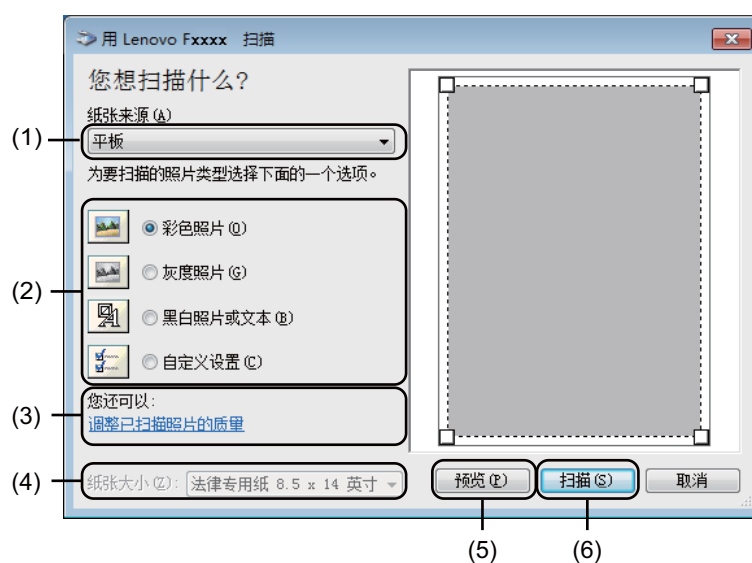 用 Lenovo Fxxxx 扫描
您想扫描什么?
纸张来源(A)
(1)
平板
为要扫描的照片类型选择下面的一个选项。
(2)
彩色照片(O)
灰度照片(G)
黑白照片或文本(B)
自定义设置(C)
(3)
您还可以:
调整已扫描照片的质量
(4)
纸张大小(Z): 法律专用纸 8.5 x 14 英寸
预览(P) 扫描(S) 取消
(5) (6)